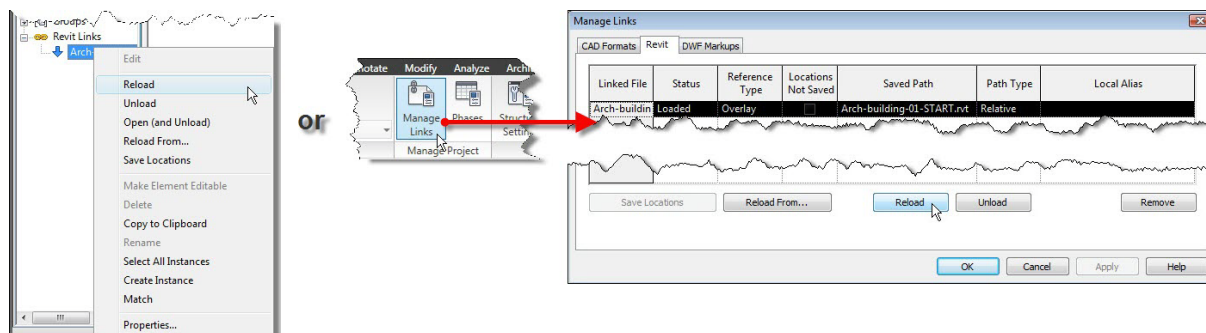 Revit Links
Arch-
Edit
Reload
Unload
Open (and Unload)
Reload From...
Save Locations
Make Element Editable
Delete
Copy to Clipboard
Rename
Select All Instances
Create Instance
Match
Properties...
or
notate Modify Analyze Archi
Manage Links
Phases
Structu
Settin
Manage Project
Manage Links
CAD Formats Revit DWF Markups
Linked File Status Reference Type Locations Not Saved Saved Path Path Type Local Alias
Arch-buildin Loaded Overlay Arch-building-01-START.rvt Relative
Save Locations Reload From... Reload Unload Remove
OK Cancel Apply Help